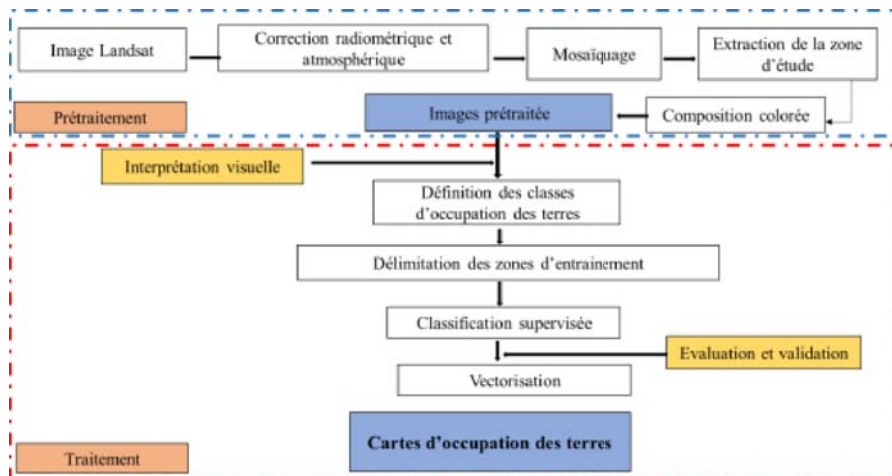 Image Landsat
Correction radiométrique et
atmosphérique
Mosaïquage
Extraction de la zone
d'étude
Prétraitement
Images prétraitée
Composition colorée
Interprétation visuelle
Définition des classes
d'occupation des terres
Délimitation des zones d'entrainement
Classification supervisée
Evaluation et validation
Vectorisation
Cartes d'occupation des terres
Traitement